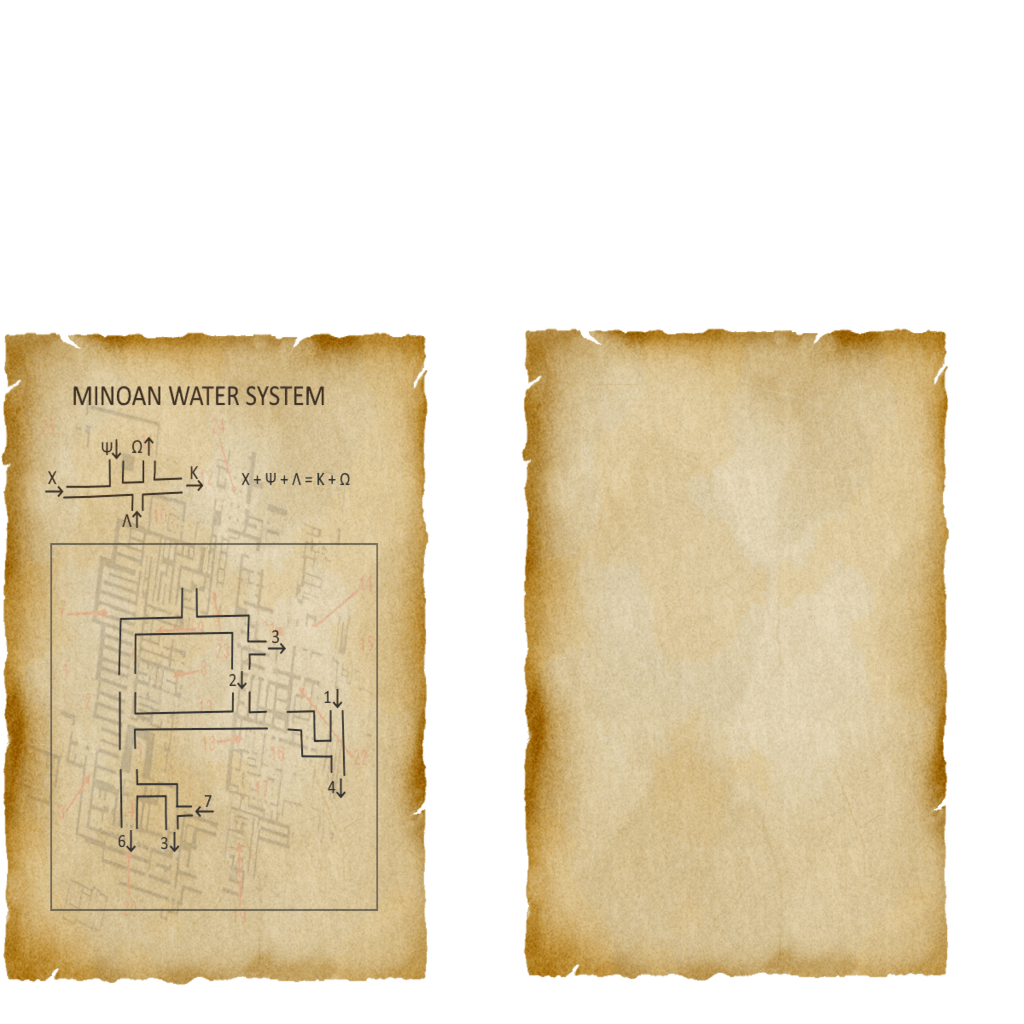 MINOAN WATER SYSTEM
Ψ↓ Ω↑
X → K →
X + Ψ + Λ = K + Ω
Λ↑
3 →
2↓
1↓
4↓
7 ←
6↓ 3↓